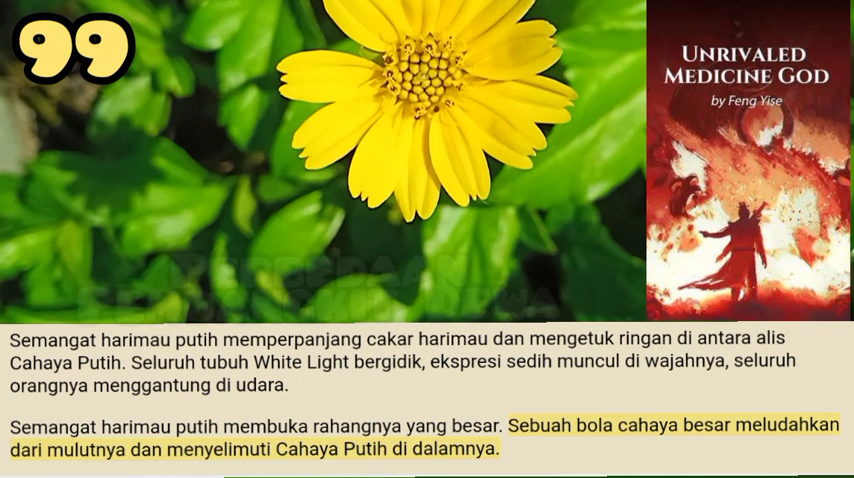 99
UNRIVALED
MEDICINE GOD
by Feng Yise
Semangat harimau putih memperpanjang cakar harimau dan mengetuk ringan di antara alis
Cahaya Putih. Seluruh tubuh White Light bergidik, ekspresi sedih muncul di wajahnya, seluruh
orangnya menggantung di udara.
Semangat harimau putih membuka rahangnya yang besar. Sebuah bola cahaya besar meludahkan
dari mulutnya dan menyelimuti Cahaya Putih di dalamnya.